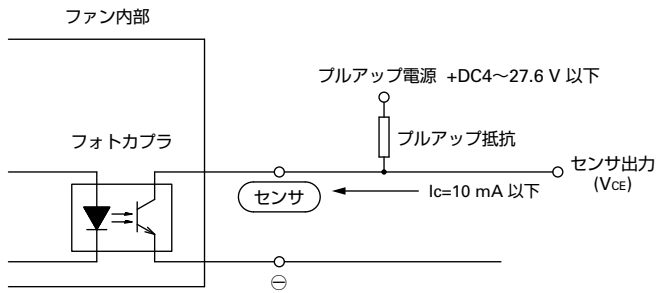 ファン内部
プルアップ電源 +DC4～27.6 V 以下
フォトカプラ
プルアップ抵抗
センサ出力
(VCE)
センサ
Ic=10 mA 以下
⊖